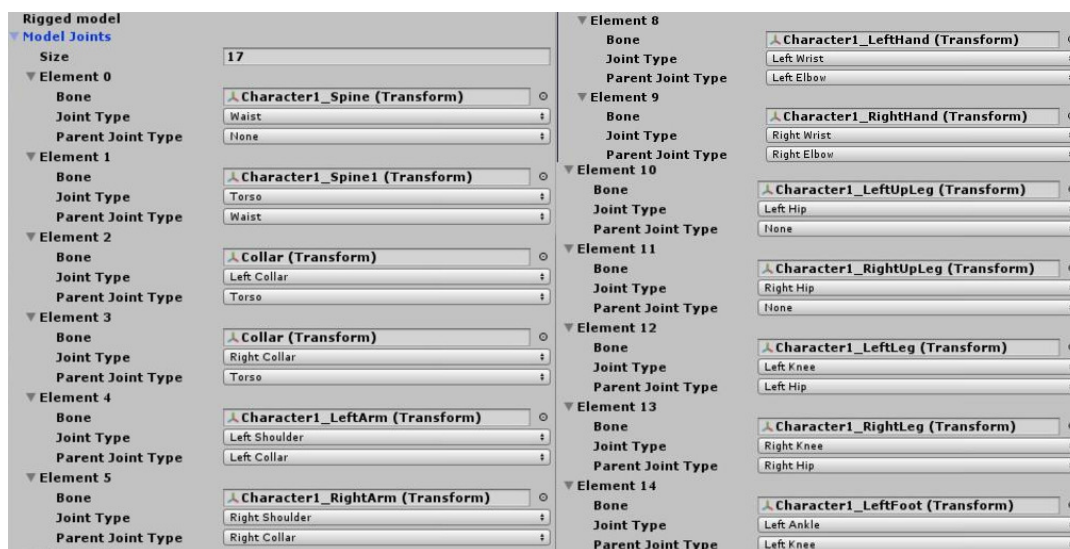 Rigged model
Model Joints
Size 17
Element 0
Bone Character1_Spine (Transform)
Joint Type Waist
Parent Joint Type None
Element 1
Bone Character1_Spine1 (Transform)
Joint Type Torso
Parent Joint Type Waist
Element 2
Bone Collar (Transform)
Joint Type Left Collar
Parent Joint Type Torso
Element 3
Bone Collar (Transform)
Joint Type Right Collar
Parent Joint Type Torso
Element 4
Bone Character1_LeftArm (Transform)
Joint Type Left Shoulder
Parent Joint Type Left Collar
Element 5
Bone Character1_RightArm (Transform)
Joint Type Right Shoulder
Parent Joint Type Right Collar
Element 8
Bone Character1_LeftHand (Transform)
Joint Type Left Wrist
Parent Joint Type Left Elbow
Element 9
Bone Character1_RightHand (Transform)
Joint Type Right Wrist
Parent Joint Type Right Elbow
Element 10
Bone Character1_LeftUpLeg (Transform)
Joint Type Left Hip
Parent Joint Type None
Element 11
Bone Character1_RightUpLeg (Transform)
Joint Type Right Hip
Parent Joint Type None
Element 12
Bone Character1_LeftLeg (Transform)
Joint Type Left Knee
Parent Joint Type Left Hip
Element 13
Bone Character1_RightLeg (Transform)
Joint Type Right Knee
Parent Joint Type Right Hip
Element 14
Bone Character1_LeftFoot (Transform)
Joint Type Left Ankle
Parent Joint Type Left Knee